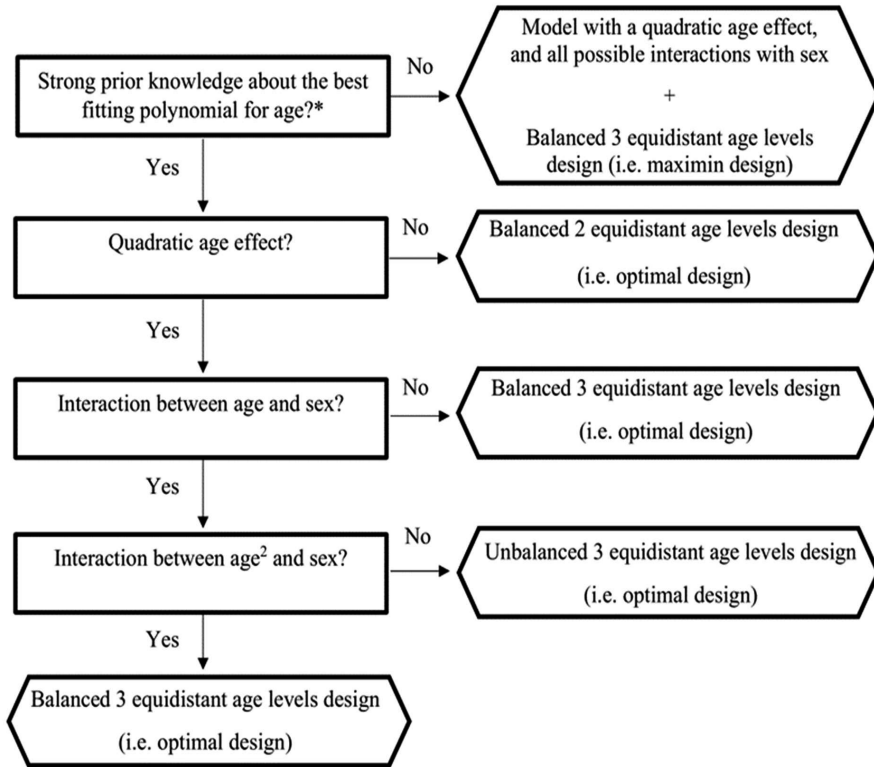 Strong prior knowledge about the best
fitting polynomial for age?*
No
Model with a quadratic age effect,
and all possible interactions with sex
+
Balanced 3 equidistant age levels
design (i.e. maximin design)
Yes
Quadratic age effect?
No
Balanced 2 equidistant age levels design
(i.e. optimal design)
Yes
Interaction between age and sex?
No
Balanced 3 equidistant age levels design
(i.e. optimal design)
Yes
Interaction between age² and sex?
No
Unbalanced 3 equidistant age levels design
(i.e. optimal design)
Yes
Balanced 3 equidistant age levels design
(i.e. optimal design)